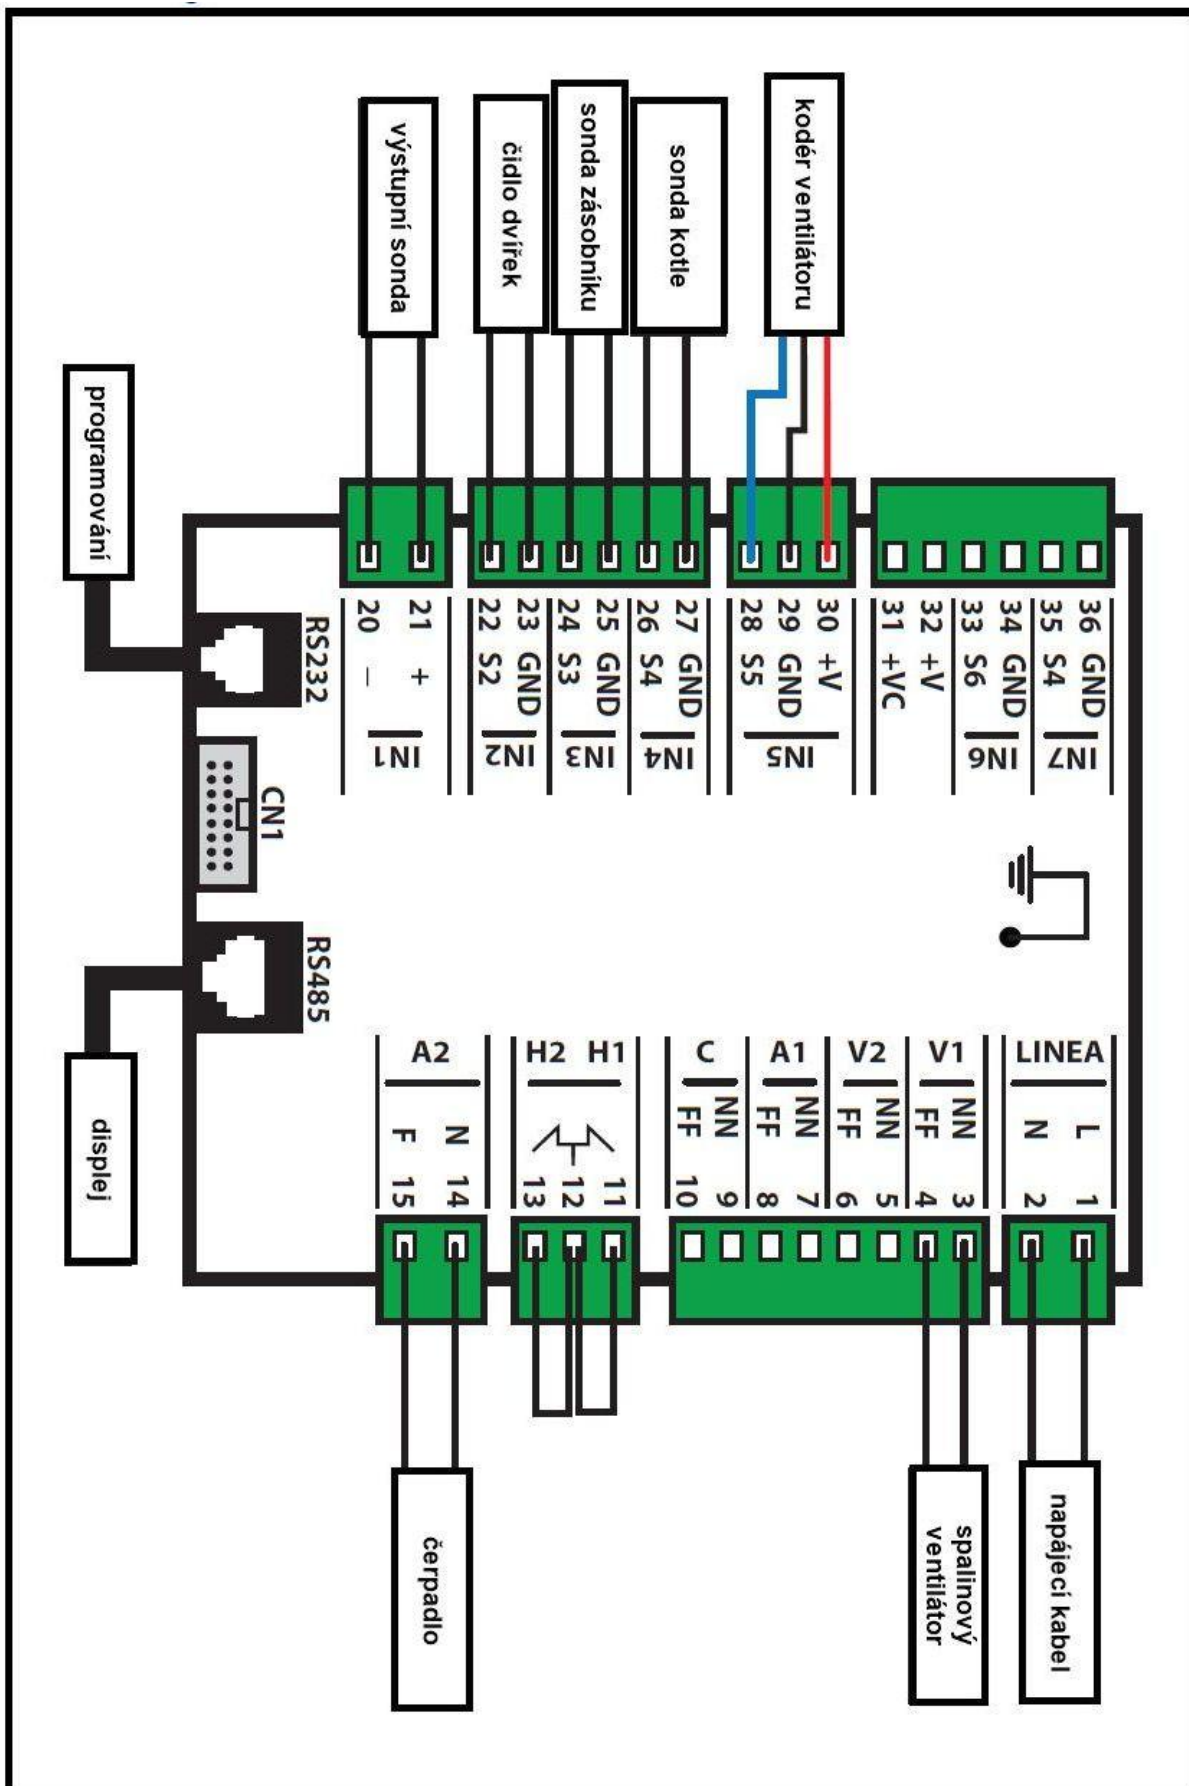 kodér ventilátoru
sonda kotle
sonda zásobníku
čidlo dvířek
výstupní sonda
programování
displej
36 GND
35 S4
IN7
34 GND
33 S6
IN6
32 +V
31 +VC
30 +V
29 GND
28 S5
IN5
27 GND
26 S4
IN4
25 GND
24 S3
IN3
23 GND
22 S2
IN2
21 +
20 –
IN1
RS232
CN1
RS485
LINEA
L 1
N 2
V1
NN 3
FF 4
V2
NN 5
FF 6
A1
NN 7
FF 8
C
NN 9
FF 10
H2 H1
11
12
13
A2
N 14
F 15
napájecí kabel
spalinový
ventilátor
čerpadlo